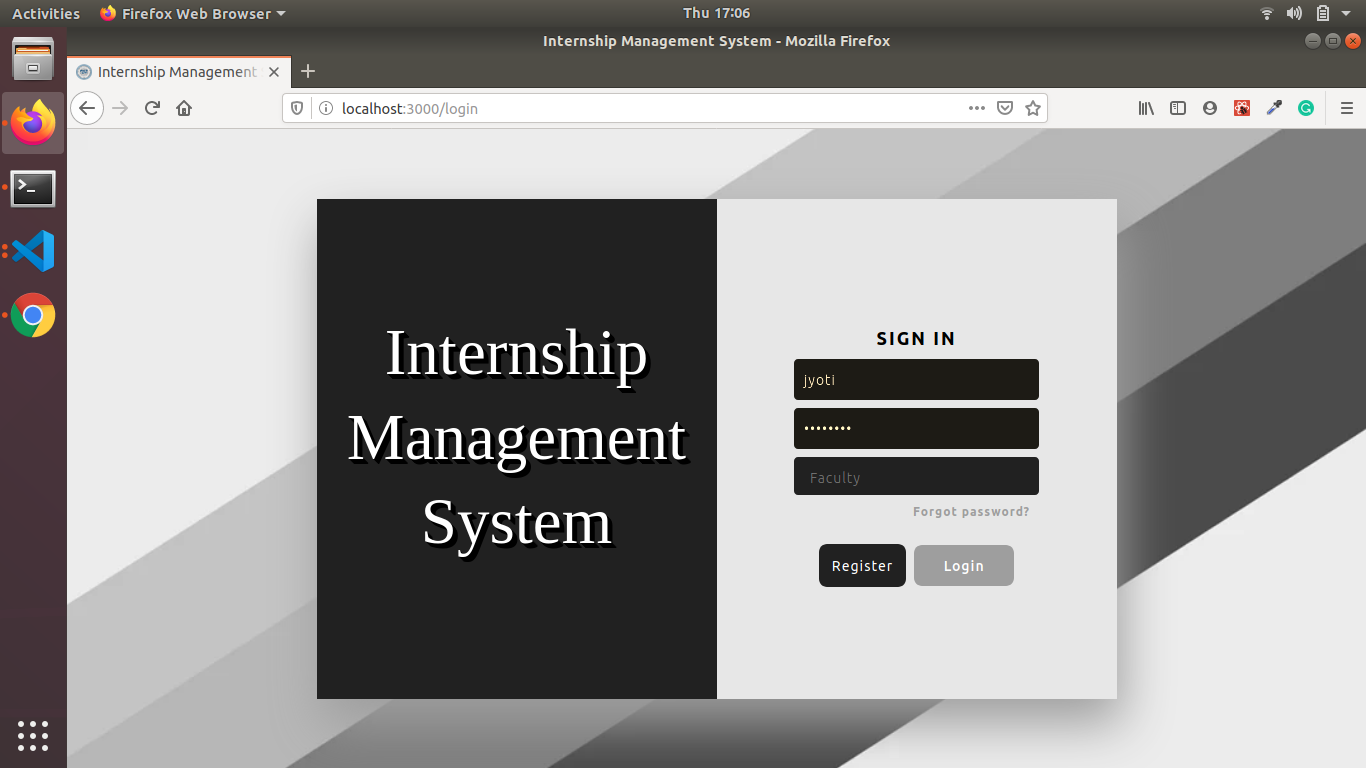 Activities Firefox Web Browser Thu 17:06
Internship Management System - Mozilla Firefox
Internship Management
localhost:3000/login
Internship
Management
System
SIGN IN
jyoti
••••••••
Faculty
Forgot password?
Register Login